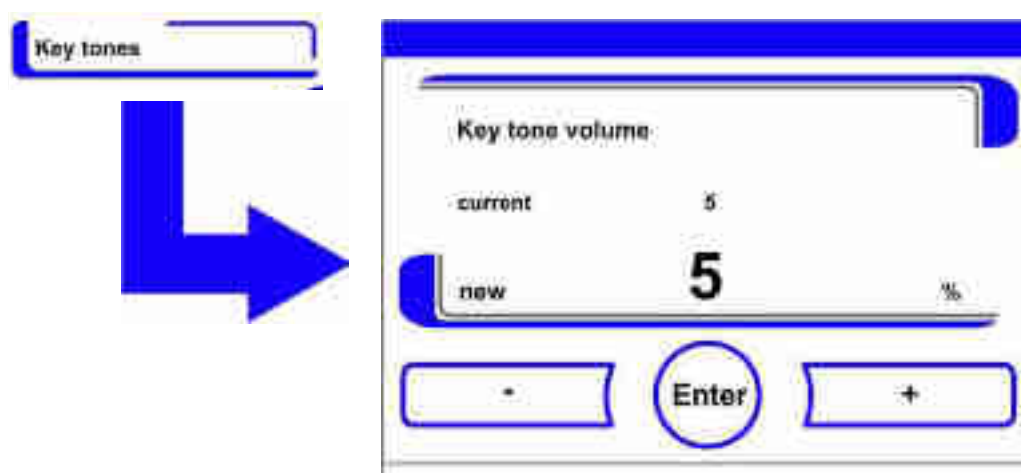 Key tones
Key tone volume
current 5
new 5 %
- Enter +